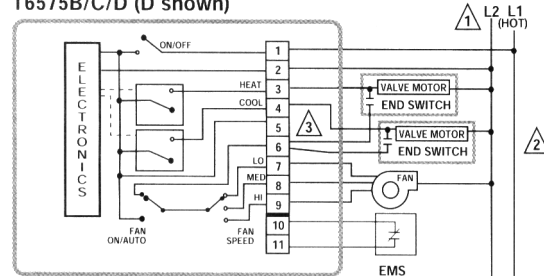 T6575B/C/D (D shown)
1 L2 L1
(HOT)
ON/OFF
ELECTRONICS
HEAT
COOL
LO
MED
HI
FAN ON/AUTO
FAN SPEED
1
2
3
4
5
6
7
8
9
10
11
3
VALVE MOTOR
END SWITCH
VALVE MOTOR
END SWITCH
2
FAN
EMS